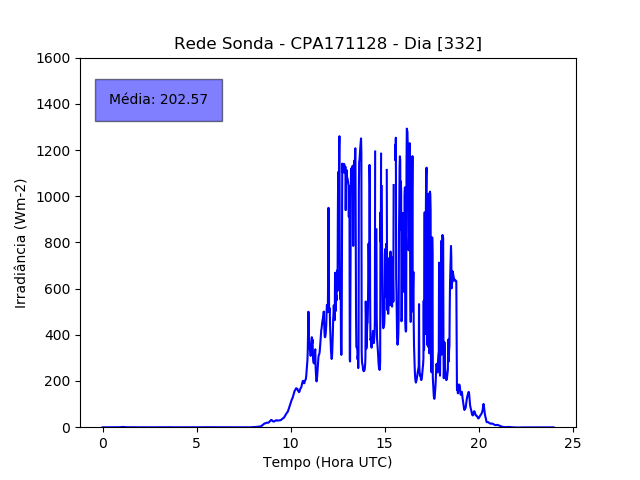 Rede Sonda - CPA171128 - Dia [332]
Média: 202.57
Irradiância (Wm-2)
1600
1400
1200
1000
800
600
400
200
0
0 5 10 15 20 25
Tempo (Hora UTC)